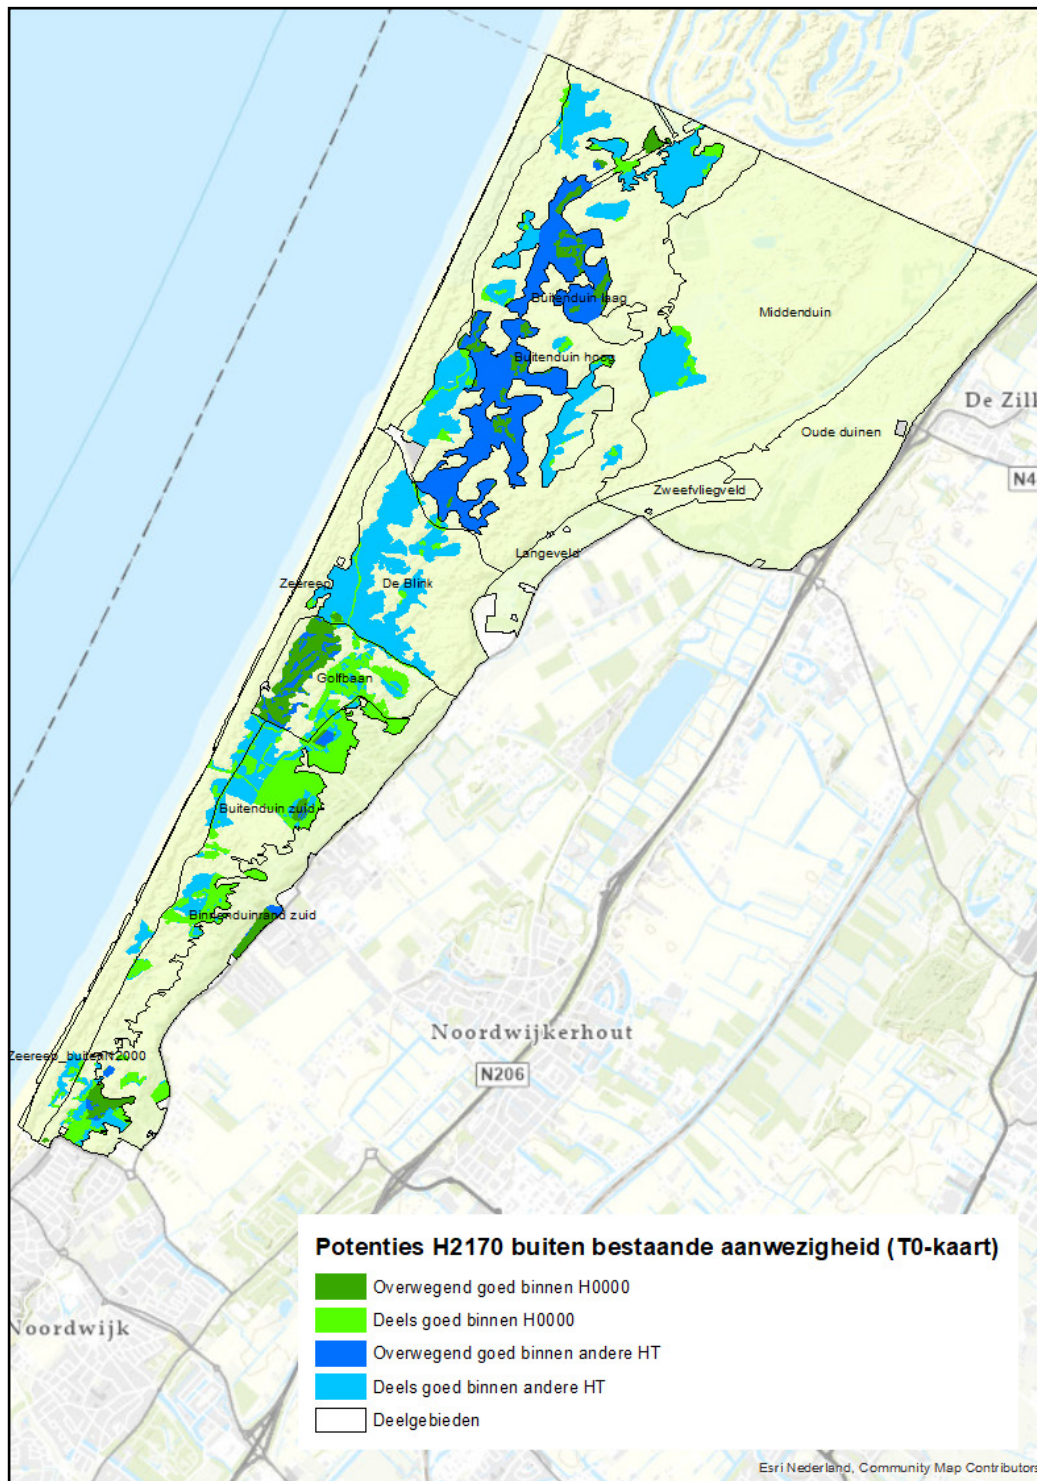 Buitenduin laag
Middenduin
Buitenduin hoog
De Zilk
Oude duinen
N4
Zweefvliegveld
Langeveld
Zeereep
De Blink
Golfbaan
Buitenduin zuid
Binnenduinrand zuid
Noordwijkerhout
Zeereep_buitenN2000
N206
Noordwijk
Potenties H2170 buiten bestaande aanwezigheid (T0-kaart)
Overwegend goed binnen H0000
Deels goed binnen H0000
Overwegend goed binnen andere HT
Deels goed binnen andere HT
Deelgebieden
Esri Nederland, Community Map Contributors